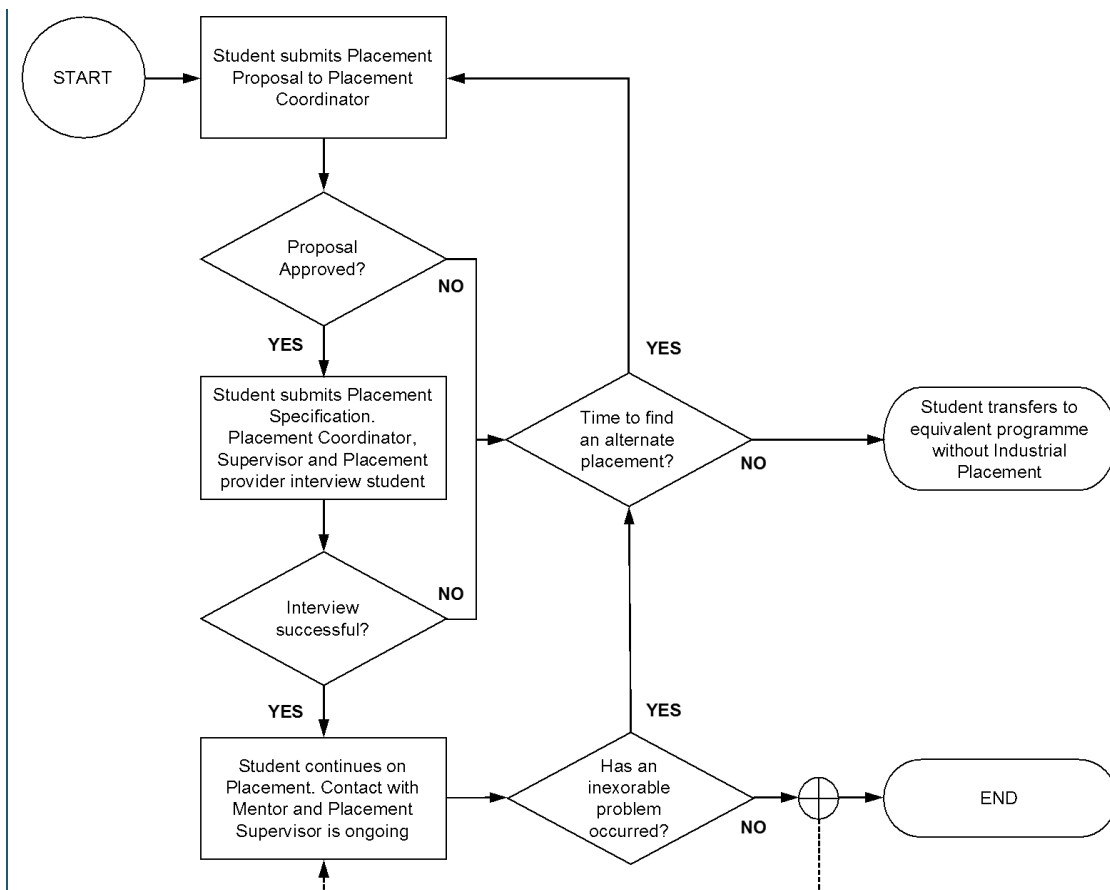 START
Student submits Placement
Proposal to Placement
Coordinator
Proposal
Approved?
NO
YES
Student submits Placement
Specification.
Placement Coordinator,
Supervisor and Placement
provider interview student
Interview
successful?
NO
YES
Student continues on
Placement. Contact with
Mentor and Placement
Supervisor is ongoing
YES
Time to find
an alternate
placement?
NO
Student transfers to
equivalent programme
without Industrial
Placement
YES
Has an
inexorable
problem
occurred?
NO
END